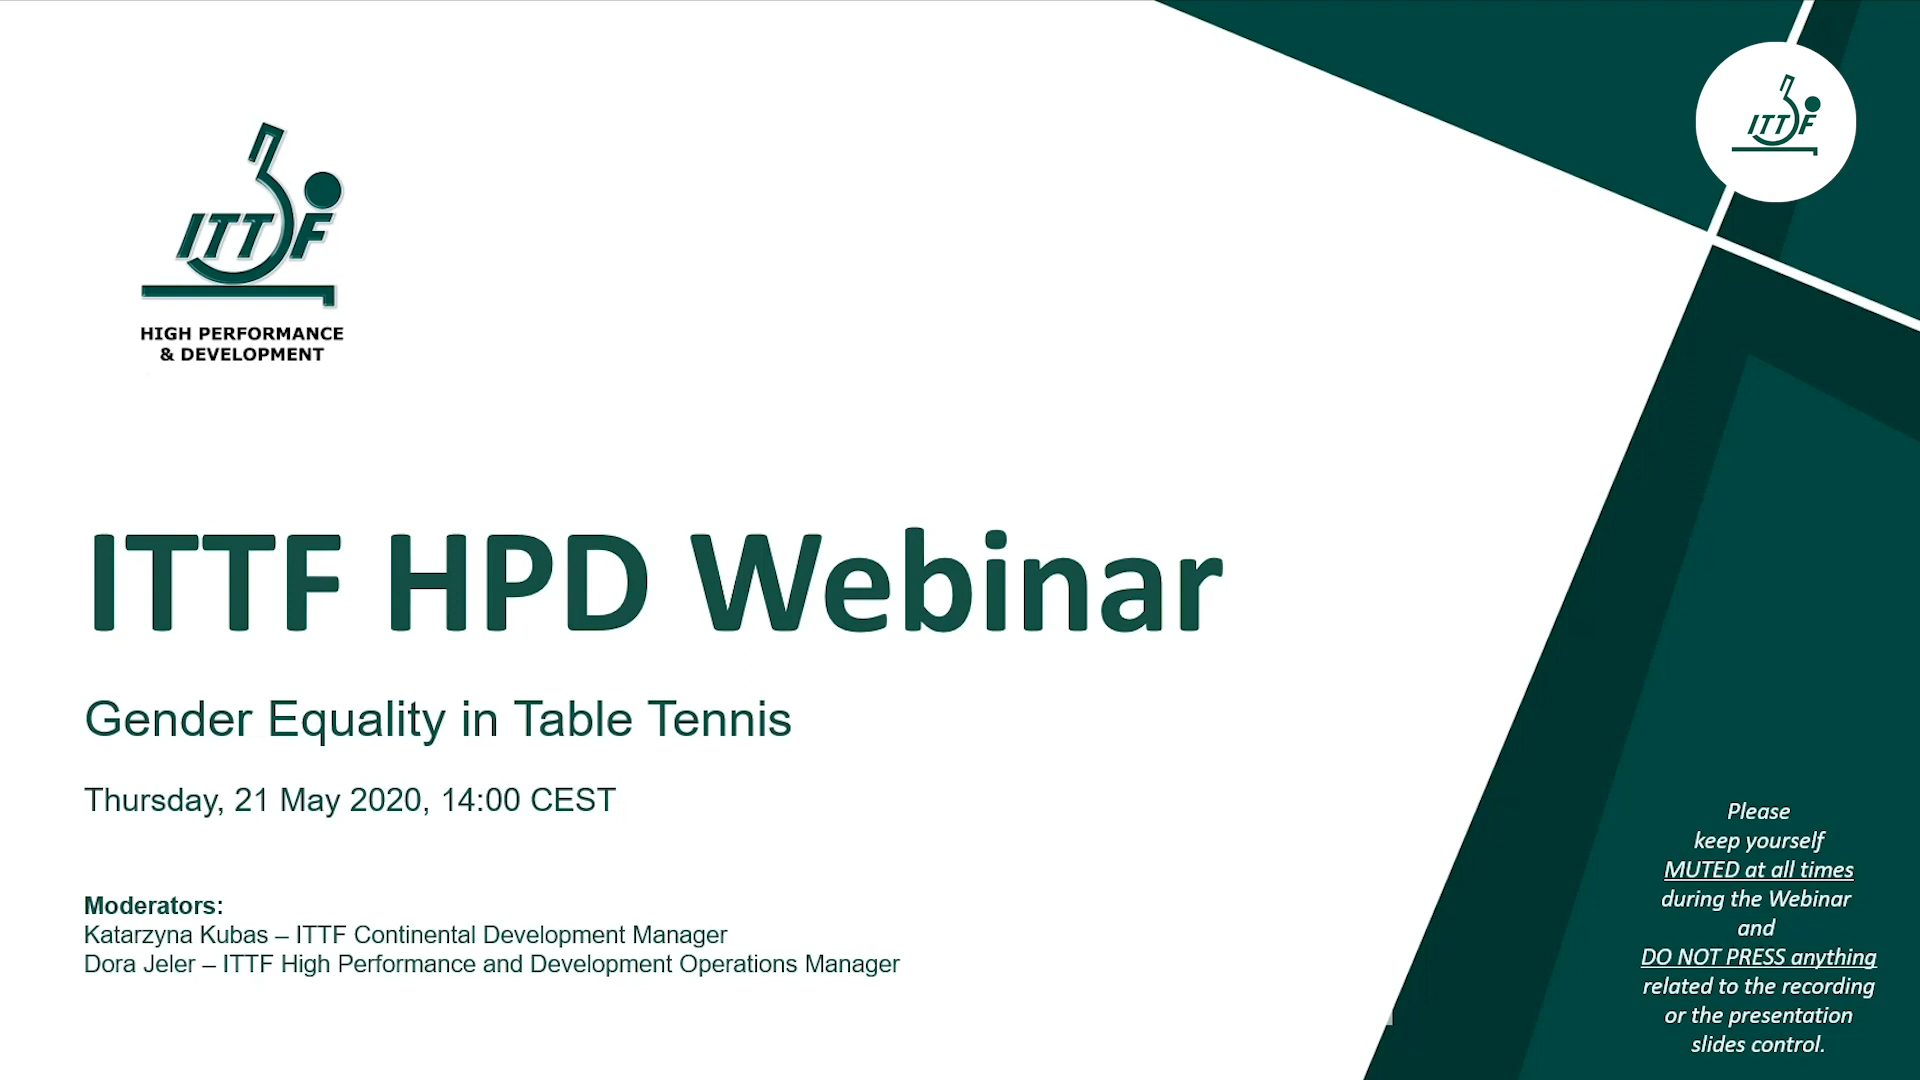 ITTF
HIGH PERFORMANCE
& DEVELOPMENT
ITTF
ITTF HPD Webinar
Gender Equality in Table Tennis
Thursday, 21 May 2020, 14:00 CEST
Moderators:
Katarzyna Kubas – ITTF Continental Development Manager
Dora Jeler – ITTF High Performance and Development Operations Manager
Please
keep yourself
MUTED at all times
during the Webinar
and
DO NOT PRESS anything
related to the recording
or the presentation
slides control.